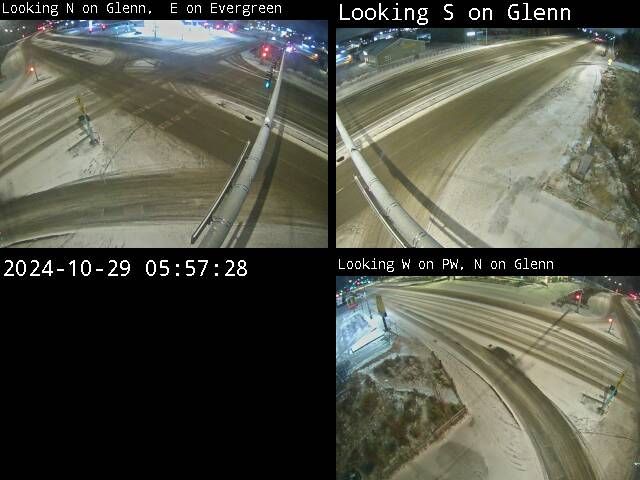 Looking N on Glenn,  E on Evergreen
Looking S on Glenn
2024-10-29 05:57:28
Looking W on PW, N on Glenn